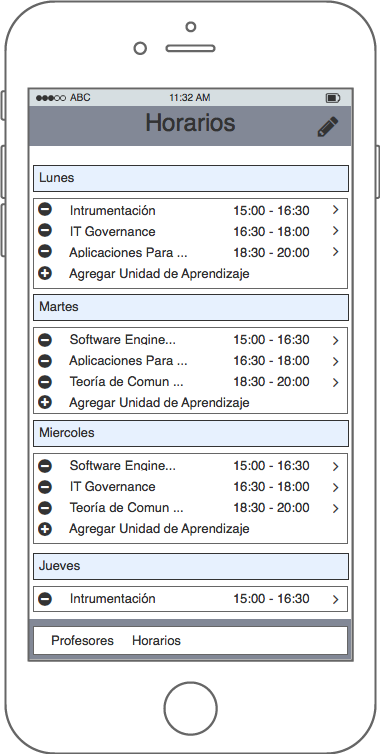 ABC 11:32 AM
Horarios
Lunes
Intrumentación 15:00 - 16:30
IT Governance 16:30 - 18:00
Aplicaciones Para ... 18:30 - 20:00
Agregar Unidad de Aprendizaje
Martes
Software Engine... 15:00 - 16:30
Aplicaciones Para ... 16:30 - 18:00
Teoría de Comun ... 18:30 - 20:00
Agregar Unidad de Aprendizaje
Miercoles
Software Engine... 15:00 - 16:30
IT Governance 16:30 - 18:00
Teoría de Comun ... 18:30 - 20:00
Agregar Unidad de Aprendizaje
Jueves
Intrumentación 15:00 - 16:30
Profesores Horarios